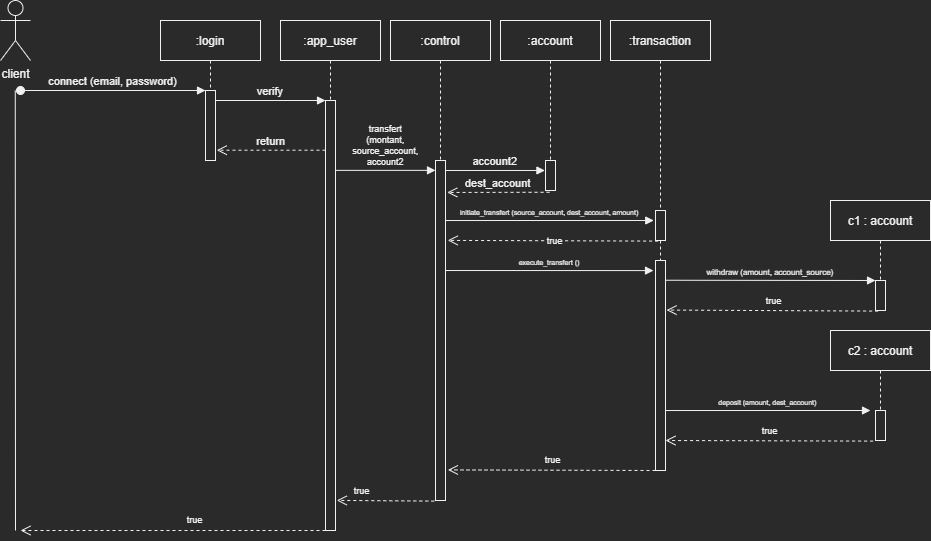 :login
:app_user
:control
:account
:transaction
client
connect (email, password)
verify
return
transfert
(montant,
source_account,
account2
account2
dest_account
initiate_transfert (source_account, dest_account, amount)
true
execute_transfert ()
c1 : account
withdraw (amount, account_source)
true
c2 : account
deposit (amount, dest_account)
true
true
true
true